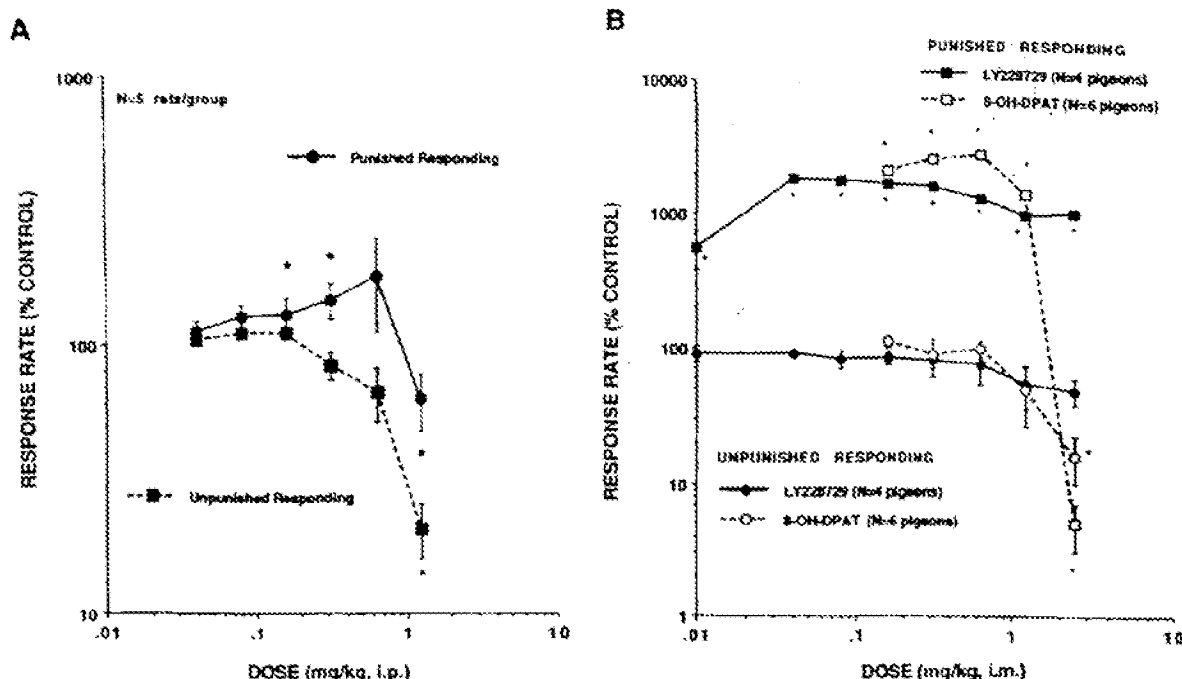 A
1000
N=5 rats/group
Punished Responding
RESPONSE RATE (% CONTROL)
100
Unpunished Responding
10
.01
.1
1
10
DOSE (mg/kg, i.p.)
B
PUNISHED RESPONDING
LY228729 (N=4 pigeons)
8-OH-DPAT (N=6 pigeons)
10000
1000
RESPONSE RATE (% CONTROL)
100
UNPUNISHED RESPONDING
LY228729 (N=4 pigeons)
8-OH-DPAT (N=6 pigeons)
10
1
.01
.1
1
10
DOSE (mg/kg, i.m.)